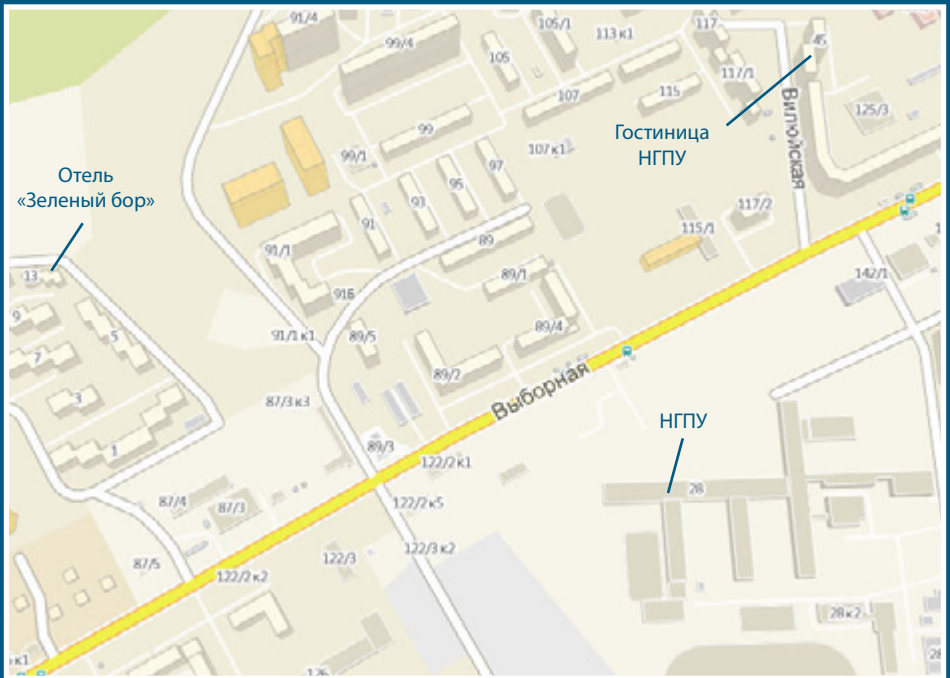 91/4
105/1
117
99/4
113 к1
45
105
117/1
107
115
125/3
Гостиница
НГПУ
Вилюйская
99
107 к1
99/1
97
Отель
«Зеленый бор»
95
93
91
117/2
115/1
89
91/1
13
89/1
142/1
91Б
9
5
89/4
91/1 к1
89/5
7
89/2
Выборная
3
87/3 к3
НГПУ
89/3
1
122/2 к1
28
87/4
87/3
122/2 к5
122/3 к2
122/3
87/5
122/2 к2
28 к2
к1